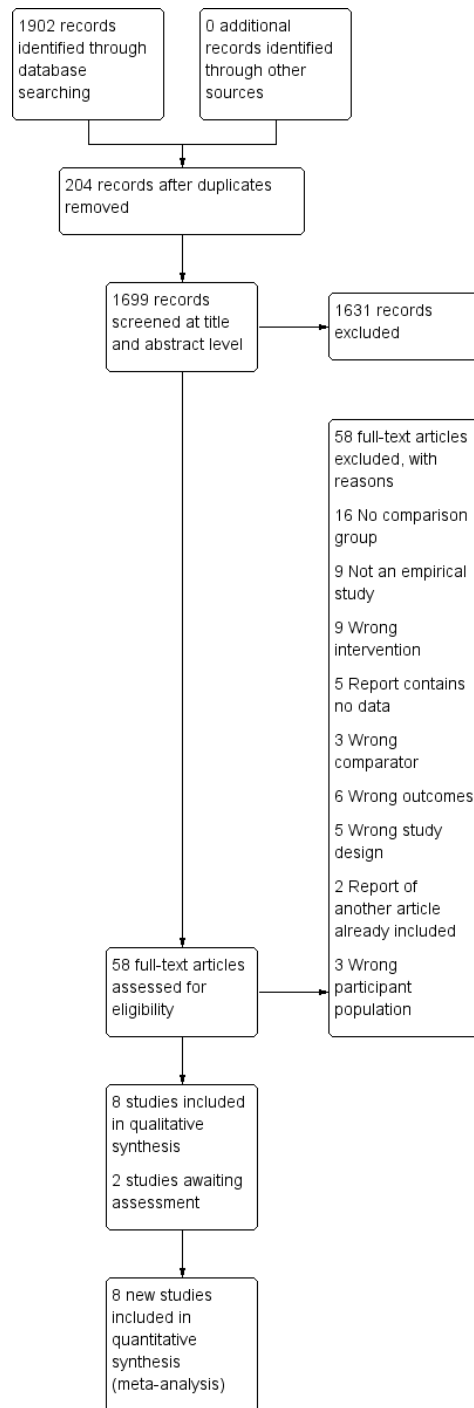 1902 records
identified through
database
searching
0 additional
records identified
through other
sources
204 records after duplicates
removed
1699 records
screened at title
and abstract level
1631 records
excluded
58 full-text articles
excluded, with
reasons
16 No comparison
group
9 Not an empirical
study
9 Wrong
intervention
5 Report contains
no data
3 Wrong
comparator
6 Wrong outcomes
5 Wrong study
design
2 Report of
another article
already included
3 Wrong
participant
population
58 full-text articles
assessed for
eligibility
8 studies included
in qualitative
synthesis
2 studies awaiting
assessment
8 new studies
included in
quantitative
synthesis
(meta-analysis)